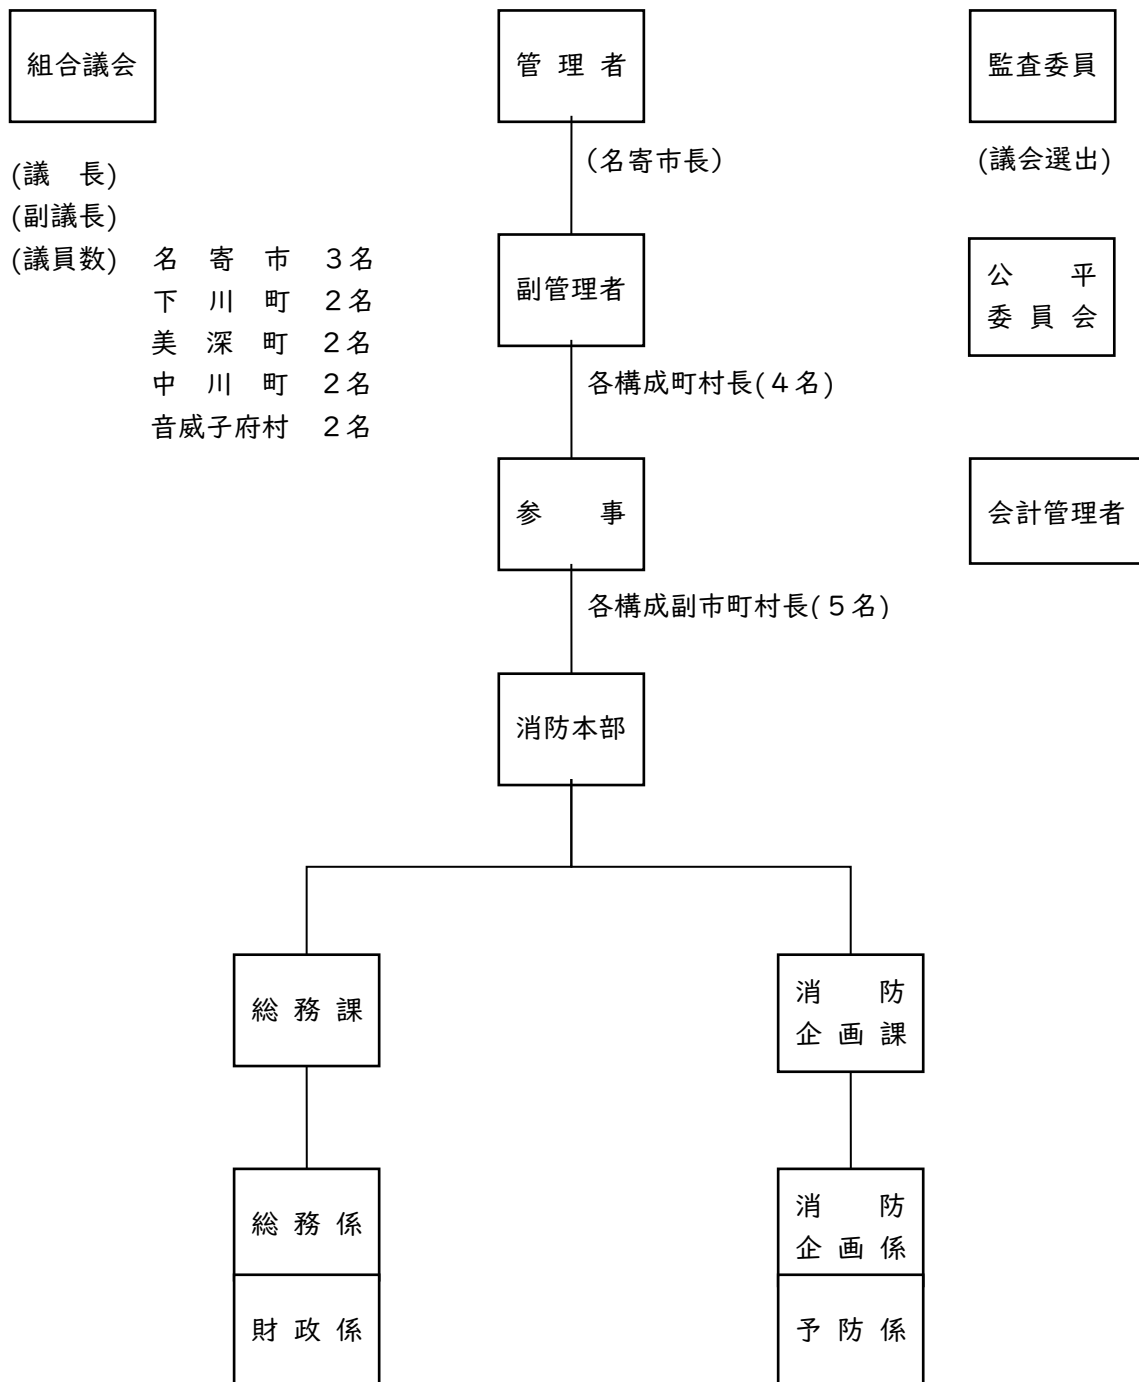 組合議会
管 理 者
監査委員
(議　長)
(副議長)
(議員数)　名　寄　市　３名
下　川　町　２名
美　深　町　２名
中　川　町　２名
音威子府村　２名
（名寄市長）
(議会選出)
副管理者
公　　平
委 員 会
各構成町村長(４名)
参　　事
会計管理者
各構成副市町村長(５名)
消防本部
総 務 課
消　　防
企 画 課
総 務 係
消　　防
企 画 係
財 政 係
予 防 係